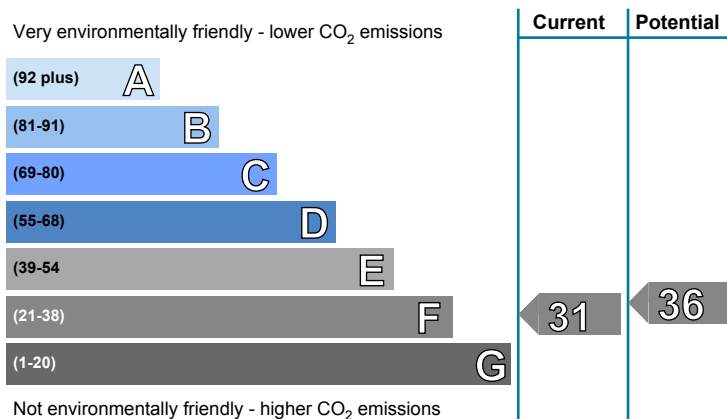 Very environmentally friendly - lower CO2 emissions
Current Potential
(92 plus) A
(81-91) B
(69-80) C
(55-68) D
(39-54 E
(21-38) F 31 36
(1-20) G
Not environmentally friendly - higher CO2 emissions